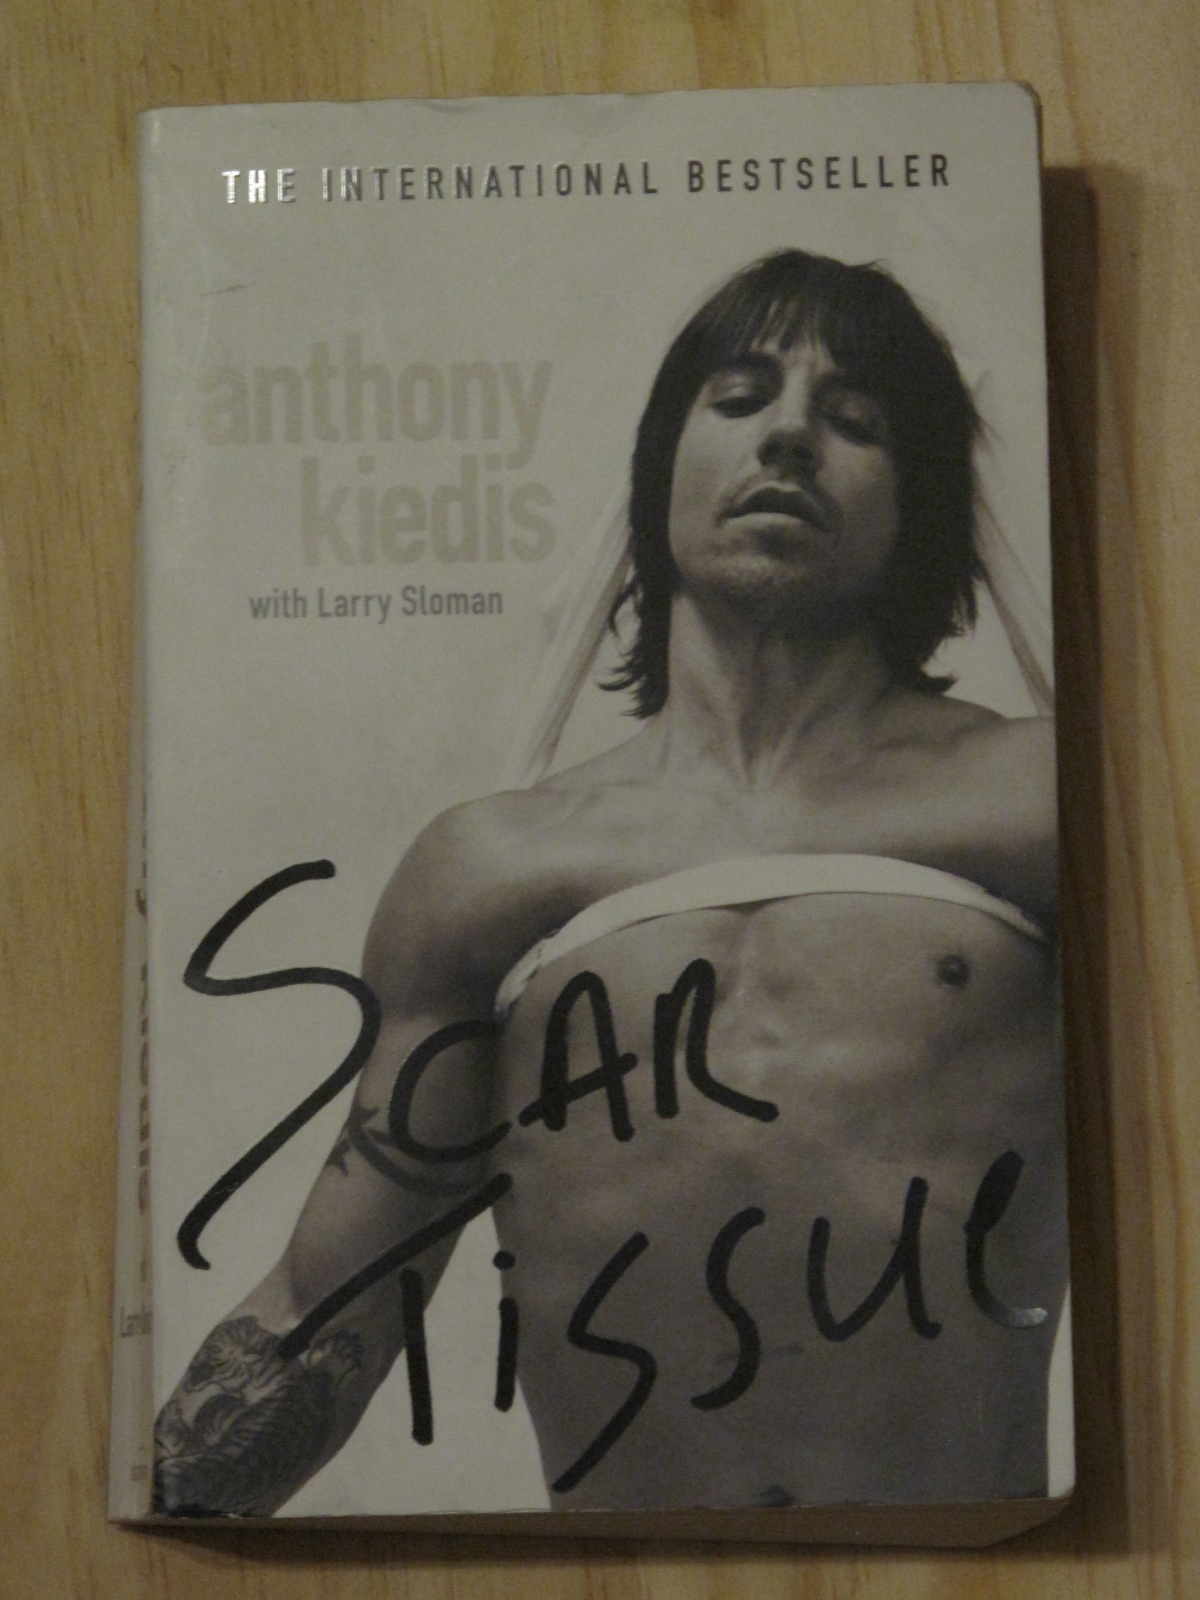 THE INTERNATIONAL BESTSELLER
anthony
kiedis
with Larry Sloman
SCAR
Tissue